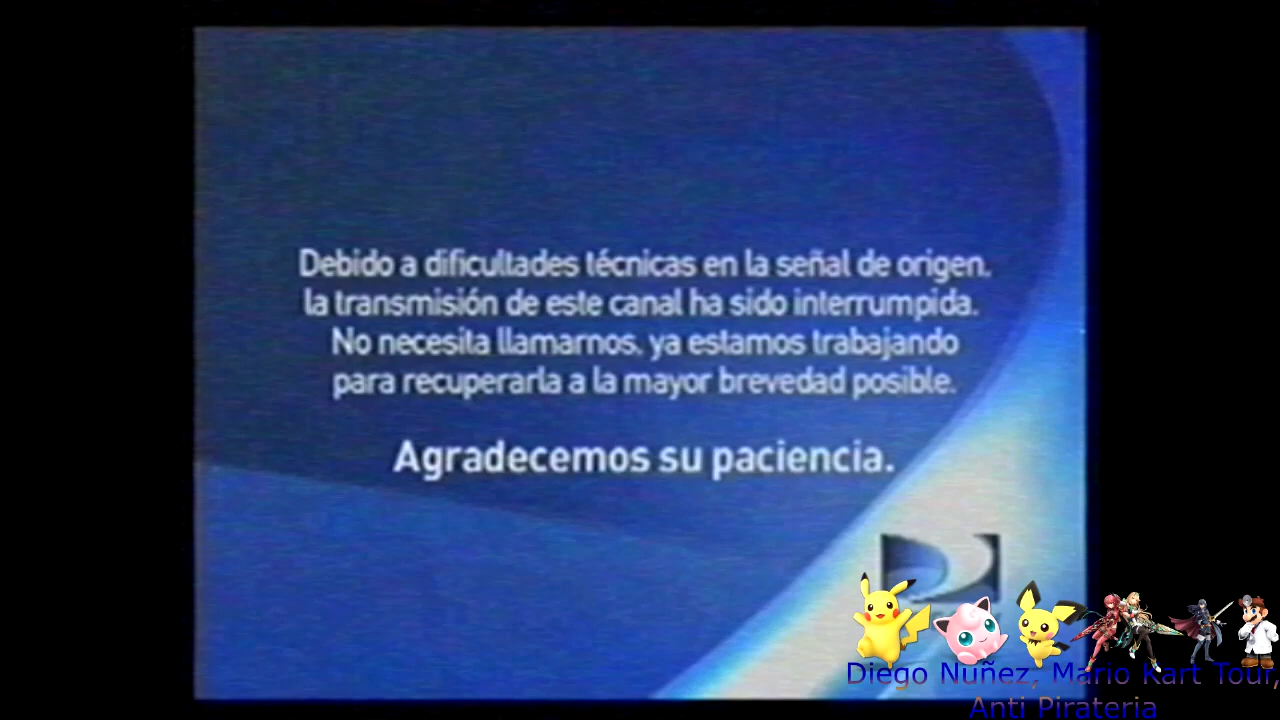 Debido a dificultades técnicas en la señal de origen,
la transmisión de este canal ha sido interrumpida.
No necesita llamarnos, ya estamos trabajando
para recuperarla a la mayor brevedad posible.
Agradecemos su paciencia.
Diego Nuñez, Mario Kart Tour,
Anti Pirateria